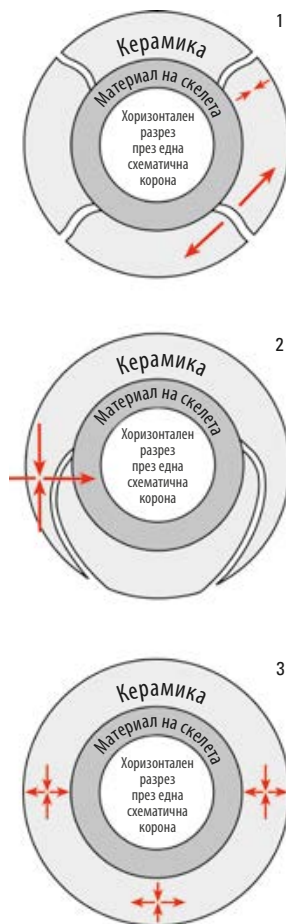 1
Керамика
Материал на скелета
Хоризонтален
разрез
през една
схематична
корона
2
Керамика
Материал на скелета
Хоризонтален
разрез
през една
схематична
корона
3
Керамика
Материал на скелета
Хоризонтален
разрез
през една
схематична
корона